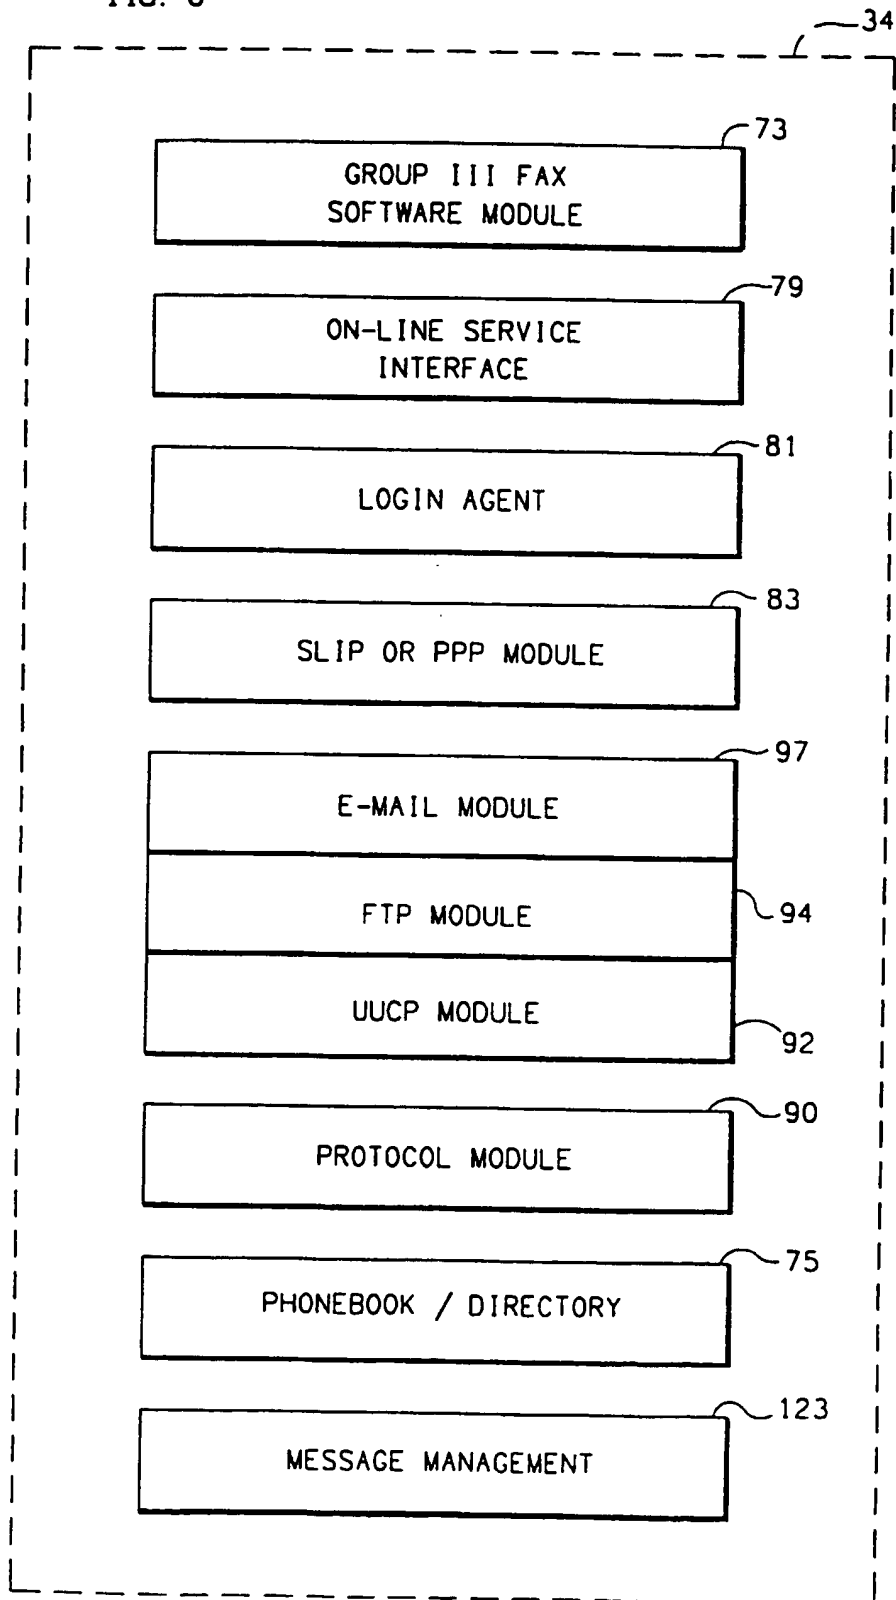 34
73
GROUP III FAX
SOFTWARE MODULE
79
ON-LINE SERVICE
INTERFACE
81
LOGIN AGENT
83
SLIP OR PPP MODULE
97
E-MAIL MODULE
FTP MODULE
94
UUCP MODULE
92
90
PROTOCOL MODULE
75
PHONEBOOK / DIRECTORY
123
MESSAGE MANAGEMENT